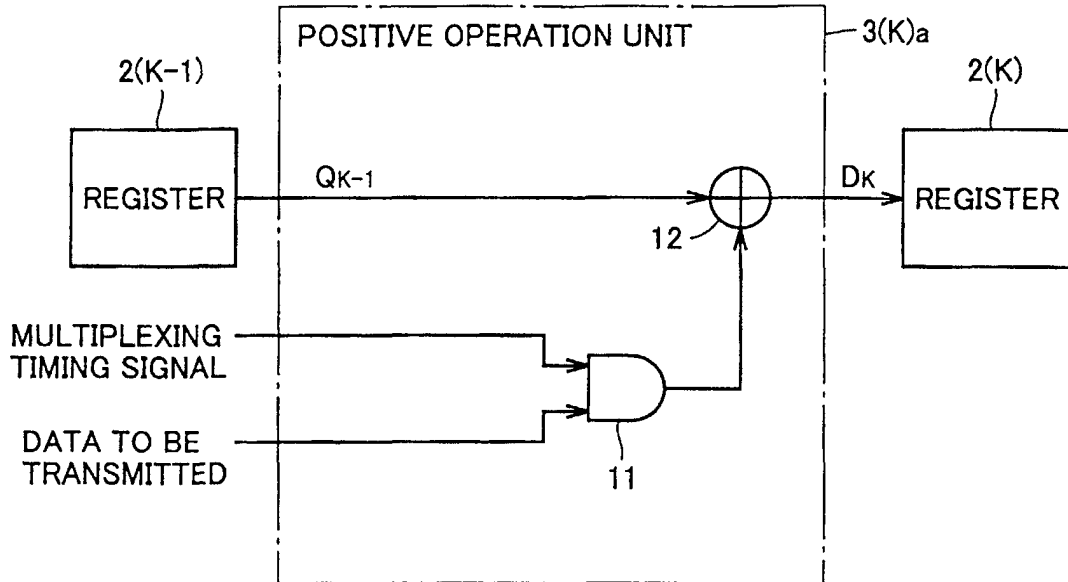 POSITIVE OPERATION UNIT
3(K)a
2(K-1)
2(K)
REGISTER
QK-1
DK
REGISTER
12
MULTIPLEXING
TIMING SIGNAL
DATA TO BE
TRANSMITTED
11